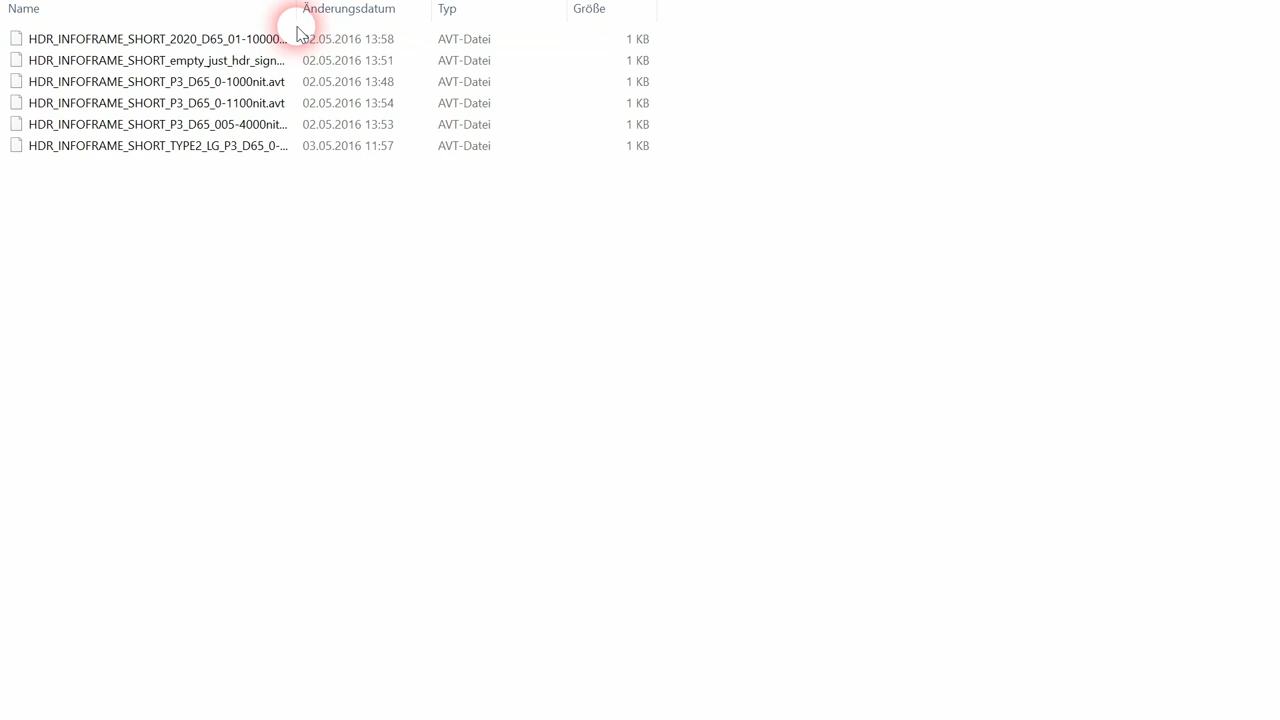 Name Änderungsdatum Typ Größe
HDR_INFOFRAME_SHORT_2020_D65_01-10000... 02.05.2016 13:58 AVT-Datei 1 KB
HDR_INFOFRAME_SHORT_empty_just_hdr_sign... 02.05.2016 13:51 AVT-Datei 1 KB
HDR_INFOFRAME_SHORT_P3_D65_0-1000nit.avt 02.05.2016 13:48 AVT-Datei 1 KB
HDR_INFOFRAME_SHORT_P3_D65_0-1100nit.avt 02.05.2016 13:54 AVT-Datei 1 KB
HDR_INFOFRAME_SHORT_P3_D65_005-4000nit... 02.05.2016 13:53 AVT-Datei 1 KB
HDR_INFOFRAME_SHORT_TYPE2_LG_P3_D65_0-... 03.05.2016 11:57 AVT-Datei 1 KB